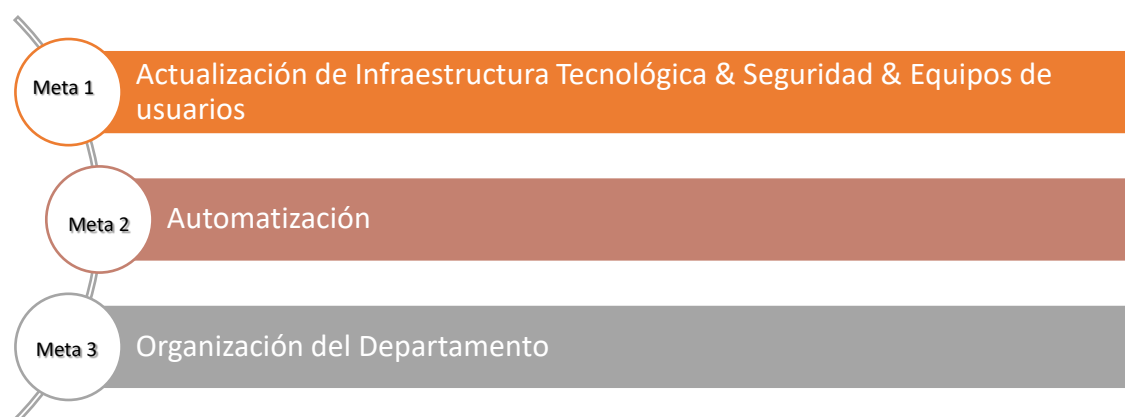 Meta 1
Actualización de Infraestructura Tecnológica & Seguridad & Equipos de
usuarios
Meta 2
Automatización
Meta 3
Organización del Departamento